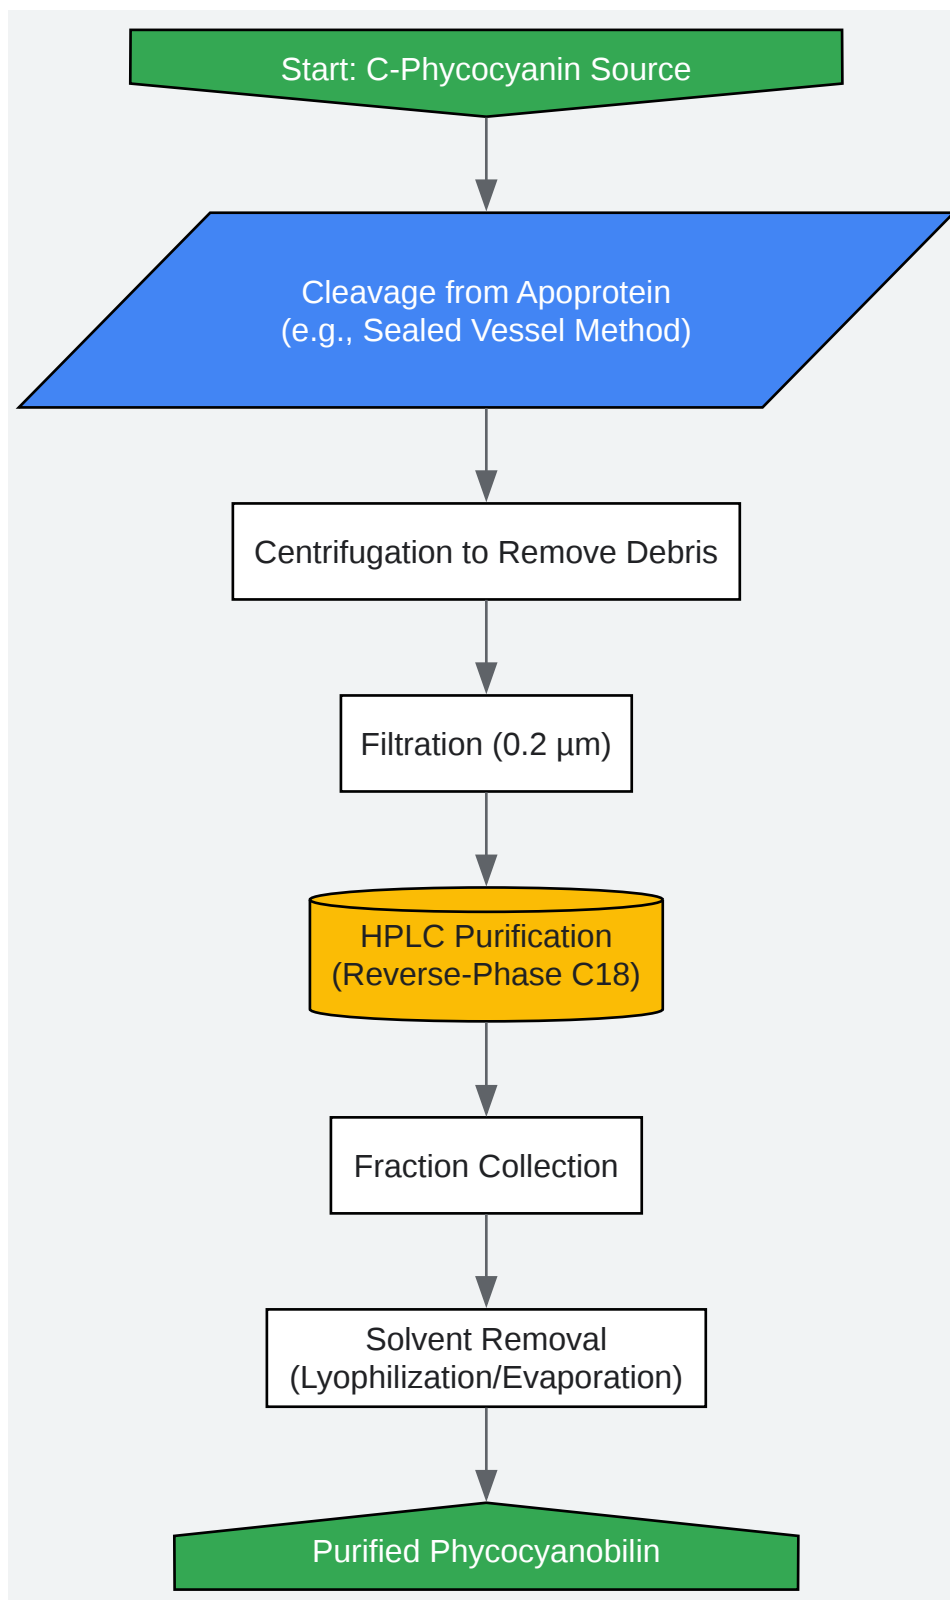 Start: C-Phycocyanin Source
Cleavage from Apoprotein
(e.g., Sealed Vessel Method)
Centrifugation to Remove Debris
Filtration (0.2 µm)
HPLC Purification
(Reverse-Phase C18)
Fraction Collection
Solvent Removal
(Lyophilization/Evaporation)
Purified Phycocyanobilin